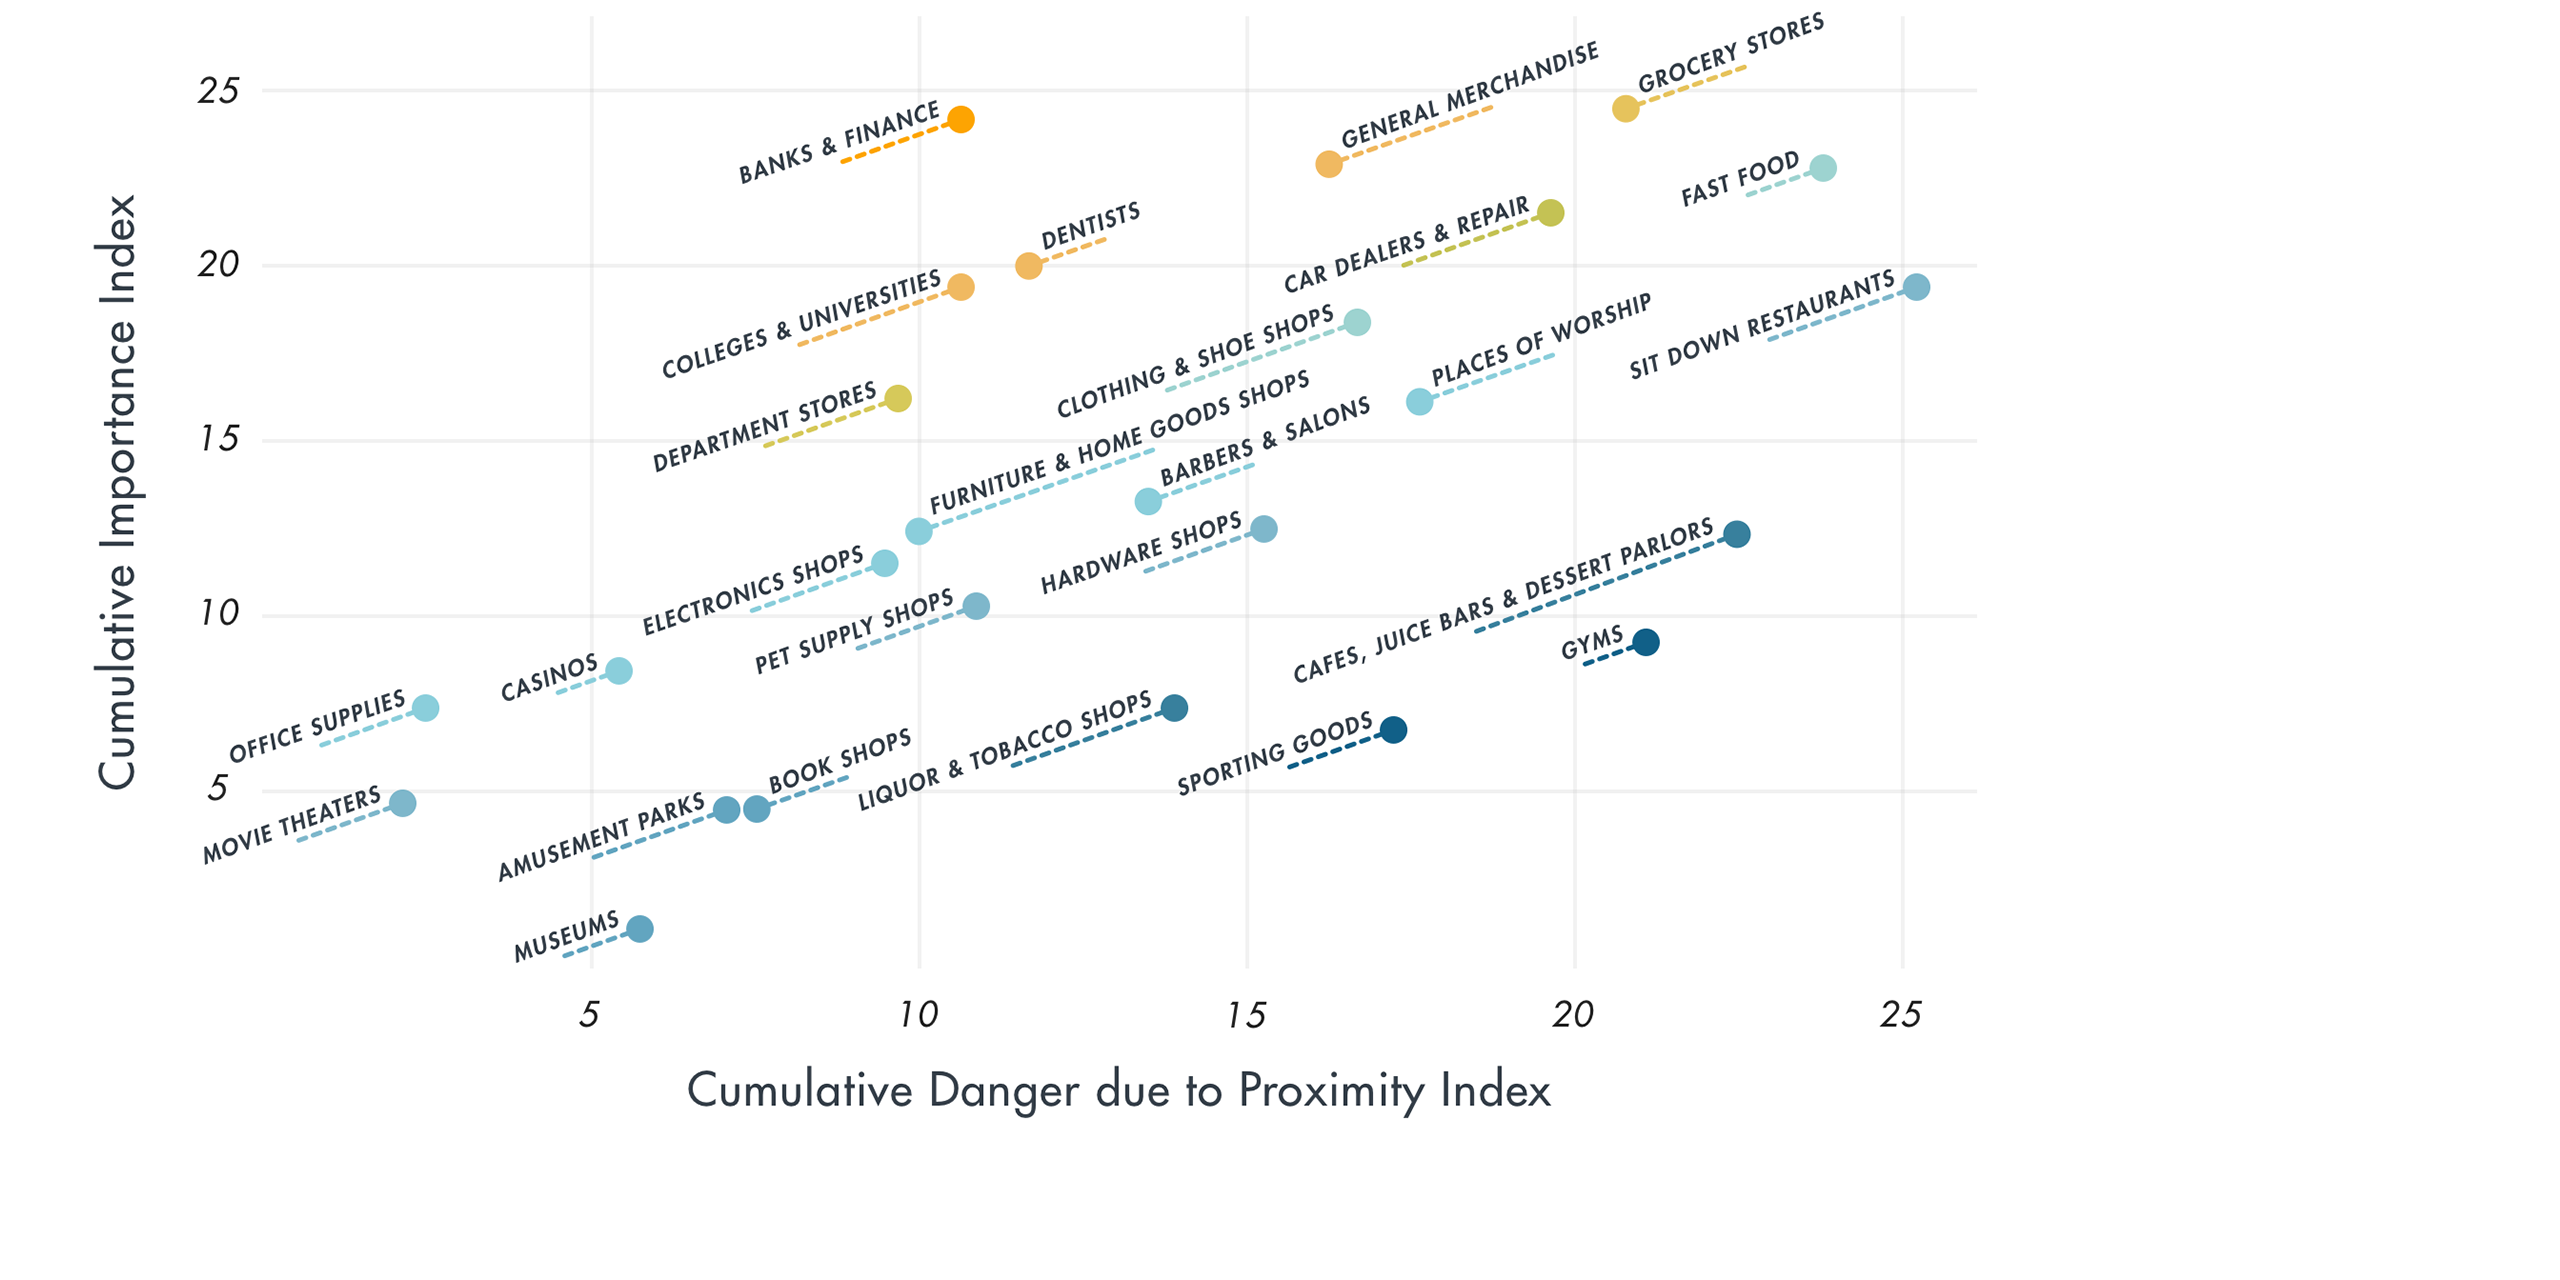 GROCERY STORES
GENERAL MERCHANDISE
25
BANKS & FINANCE
FAST FOOD
DENTISTS
CAR DEALERS & REPAIR
20
COLLEGES & UNIVERSITIES
SIT DOWN RESTAURANTS
CLOTHING & SHOE SHOPS
PLACES OF WORSHIP
DEPARTMENT STORES
15
FURNITURE & HOME GOODS SHOPS
BARBERS & SALONS
HARDWARE SHOPS
ELECTRONICS SHOPS
CAFES, JUICE BARS & DESSERT PARLORS
10
PET SUPPLY SHOPS
GYMS
CASINOS
OFFICE SUPPLIES
LIQUOR & TOBACCO SHOPS
SPORTING GOODS
BOOK SHOPS
5
MOVIE THEATERS
AMUSEMENT PARKS
MUSEUMS
Cumulative Importance Index
5 10 15 20 25
Cumulative Danger due to Proximity Index